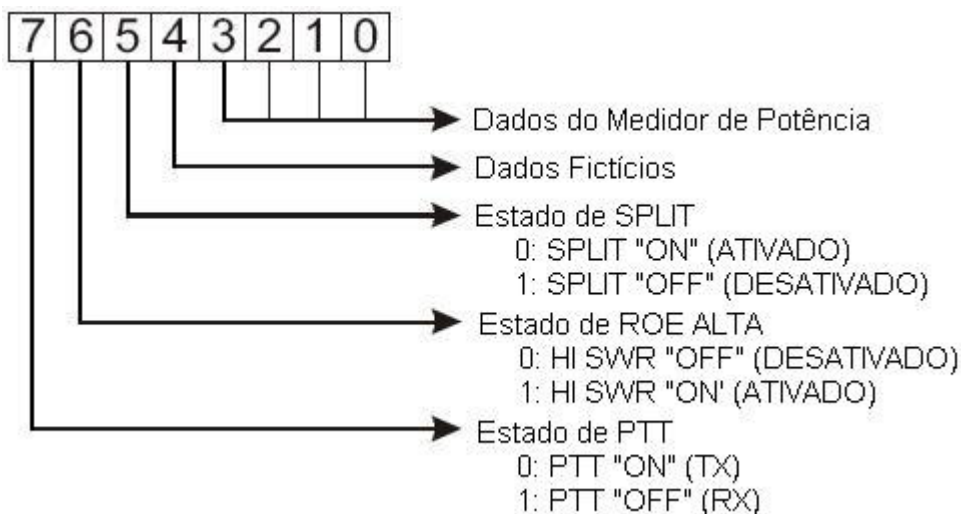 7 6 5 4 3 2 1 0
Dados do Medidor de Potência
Dados Fictícios
Estado de SPLIT
0: SPLIT "ON" (ATIVADO)
1: SPLIT "OFF" (DESATIVADO)
Estado de ROE ALTA
0: HI SWR "OFF" (DESATIVADO)
1: HI SWR "ON' (ATIVADO)
Estado de PTT
0: PTT "ON" (TX)
1: PTT "OFF" (RX)